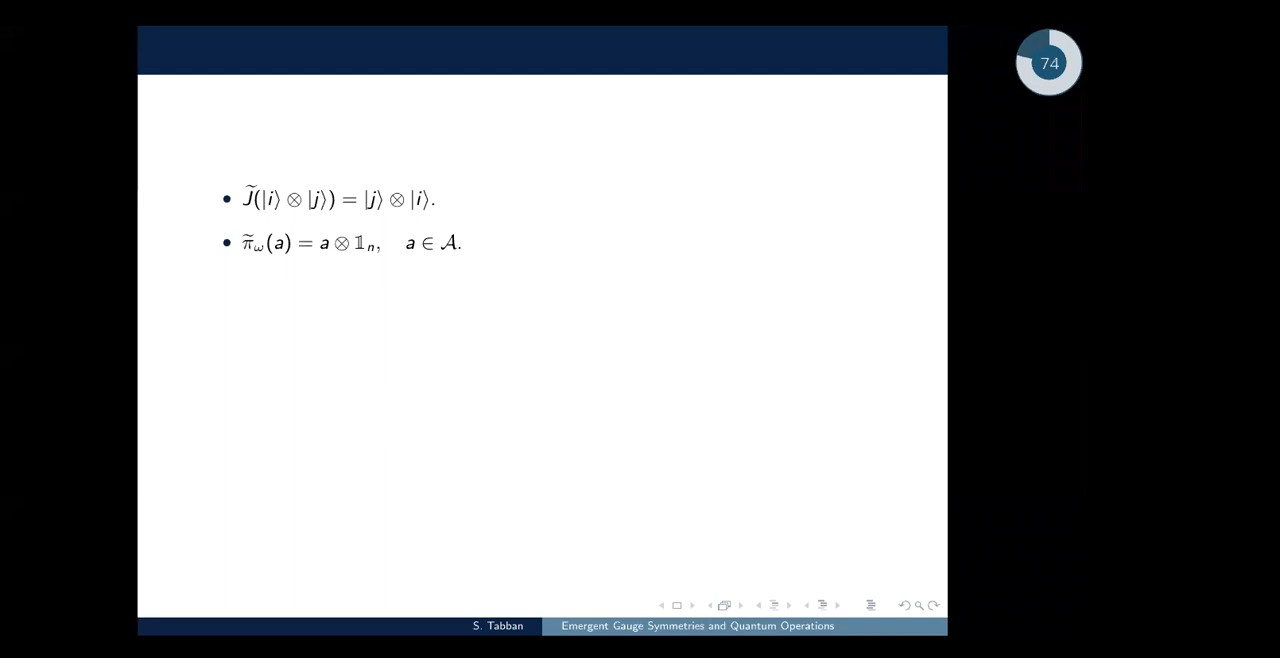 74
• J̃(|i⟩ ⊗ |j⟩) = |j⟩ ⊗ |i⟩.
• π̃_ω(a) = a ⊗ 𝟙_n, a ∈ 𝒜.
S. Tabban Emergent Gauge Symmetries and Quantum Operations